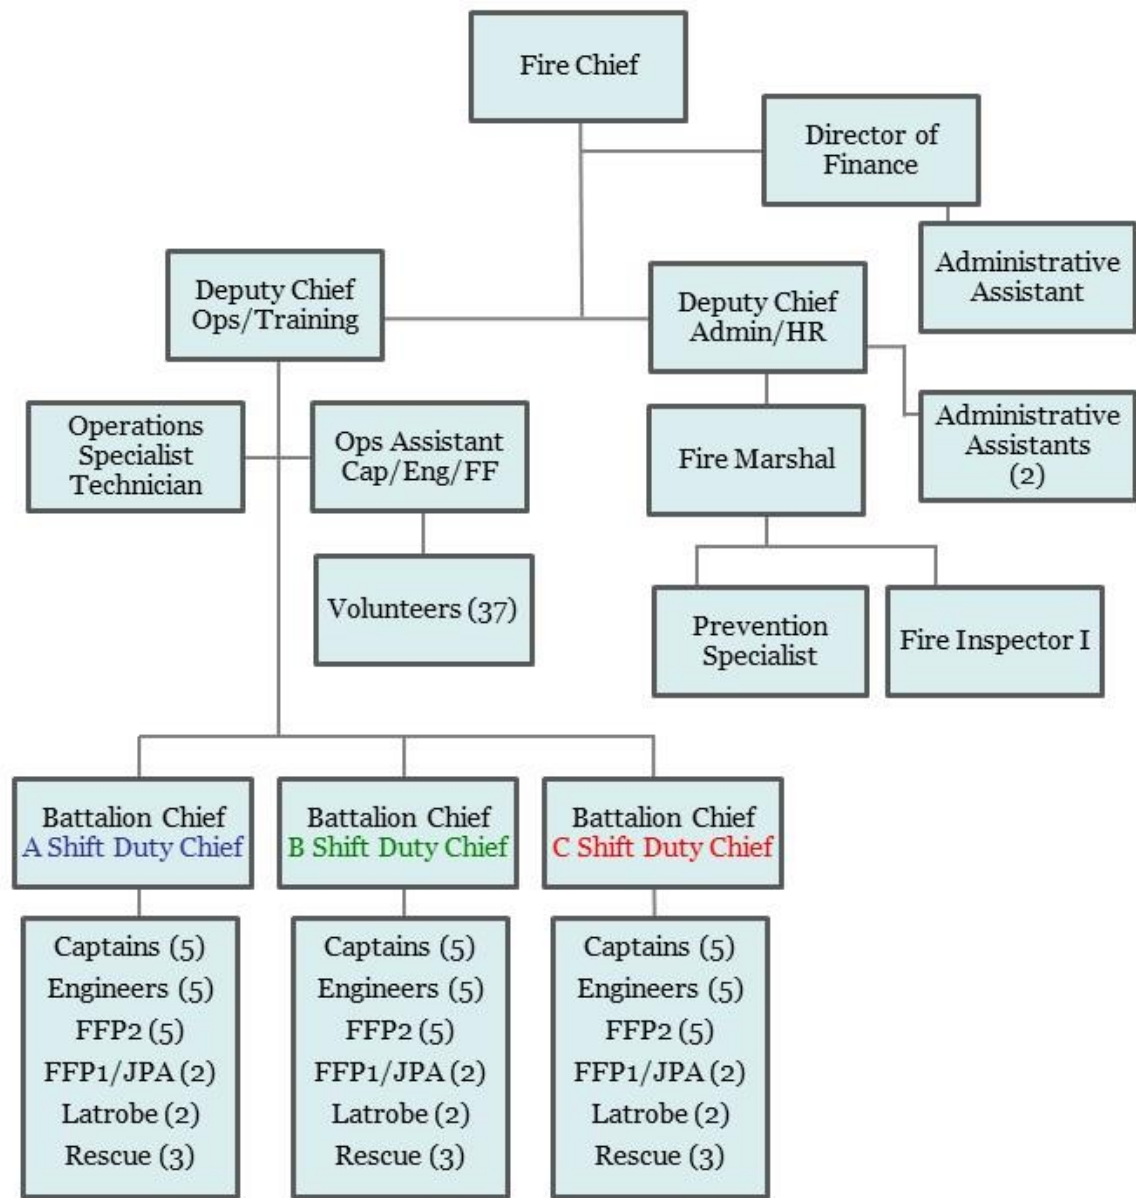 Fire Chief
Director of
Finance
Administrative
Assistant
Deputy Chief
Ops/Training
Deputy Chief
Admin/HR
Operations
Specialist
Technician
Ops Assistant
Cap/Eng/FF
Fire Marshal
Administrative
Assistants
(2)
Volunteers (37)
Prevention
Specialist
Fire Inspector I
Battalion Chief
A Shift Duty Chief
Battalion Chief
B Shift Duty Chief
Battalion Chief
C Shift Duty Chief
Captains (5)
Engineers (5)
FFP2 (5)
FFP1/JPA (2)
Latrobe (2)
Rescue (3)
Captains (5)
Engineers (5)
FFP2 (5)
FFP1/JPA (2)
Latrobe (2)
Rescue (3)
Captains (5)
Engineers (5)
FFP2 (5)
FFP1/JPA (2)
Latrobe (2)
Rescue (3)